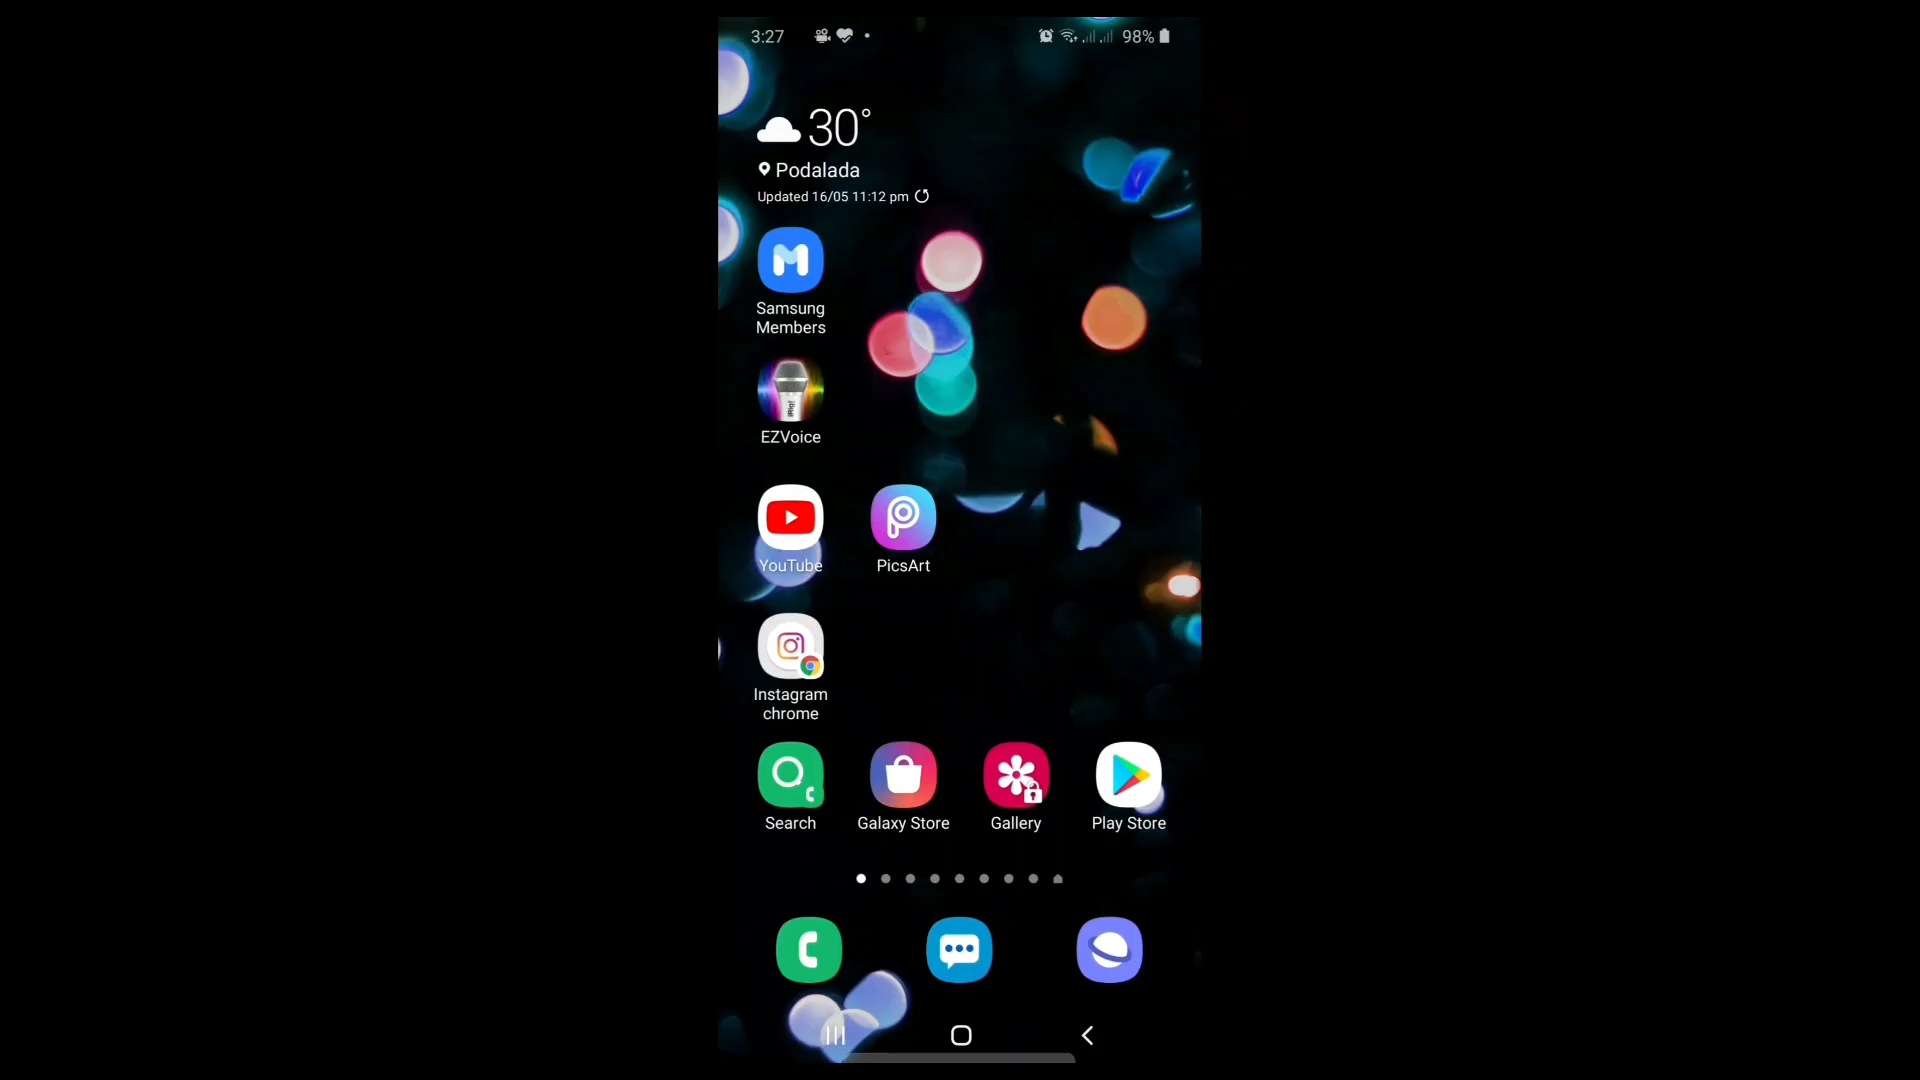 3:27
98%
30°
Podalada
Updated 16/05 11:12 pm
Samsung
Members
iRig
EZVoice
YouTube
PicsArt
Instagram
chrome
Search
Galaxy Store
Gallery
Play Store